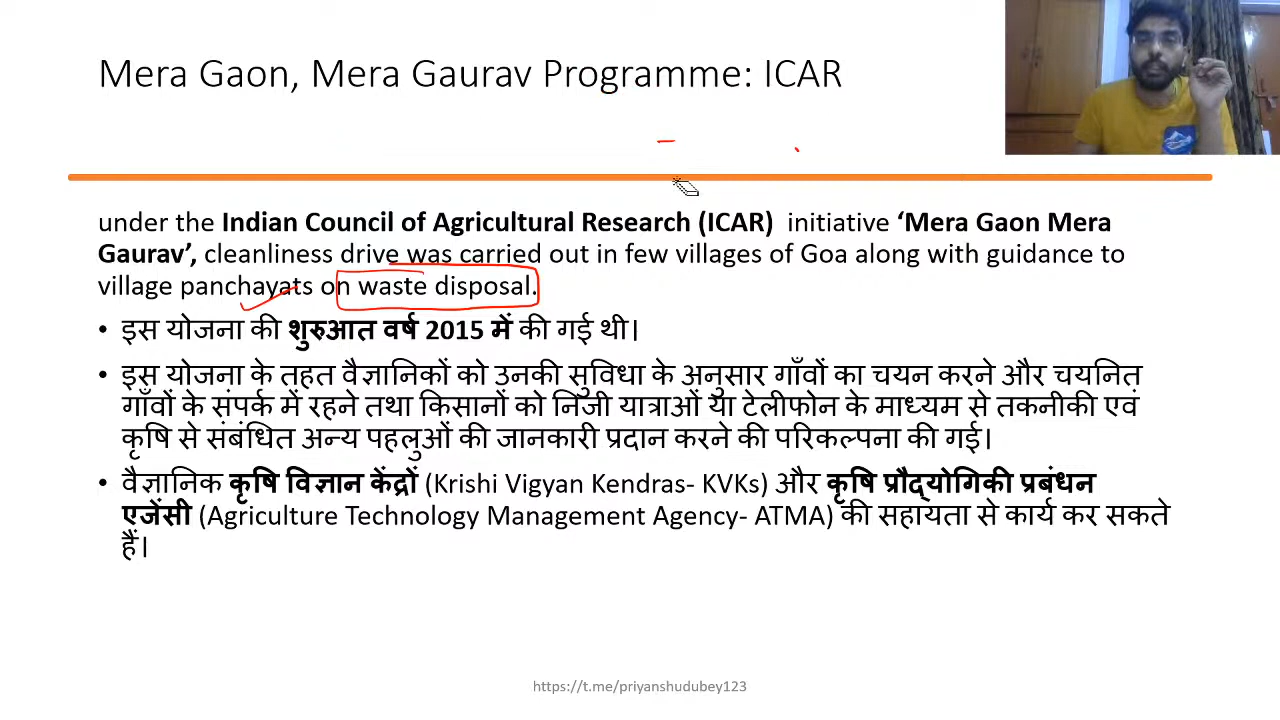 Mera Gaon, Mera Gaurav Programme: ICAR
under the Indian Council of Agricultural Research (ICAR) initiative ‘Mera Gaon Mera
Gaurav’, cleanliness drive was carried out in few villages of Goa along with guidance to
village panchayats on waste disposal.
• इस योजना की शुरुआत वर्ष 2015 में की गई थी।
• इस योजना के तहत वैज्ञानिकों को उनकी सुविधा के अनुसार गाँवों का चयन करने और चयनित
गाँवों के संपर्क में रहने तथा किसानों को निजी यात्राओं या टेलीफोन के माध्यम से तकनीकी एवं
कृषि से संबंधित अन्य पहलुओं की जानकारी प्रदान करने की परिकल्पना की गई।
• वैज्ञानिक कृषि विज्ञान केंद्रों (Krishi Vigyan Kendras- KVKs) और कृषि प्रौद्योगिकी प्रबंधन
एजेंसी (Agriculture Technology Management Agency- ATMA) की सहायता से कार्य कर सकते
हैं।
https://t.me/priyanshudubey123